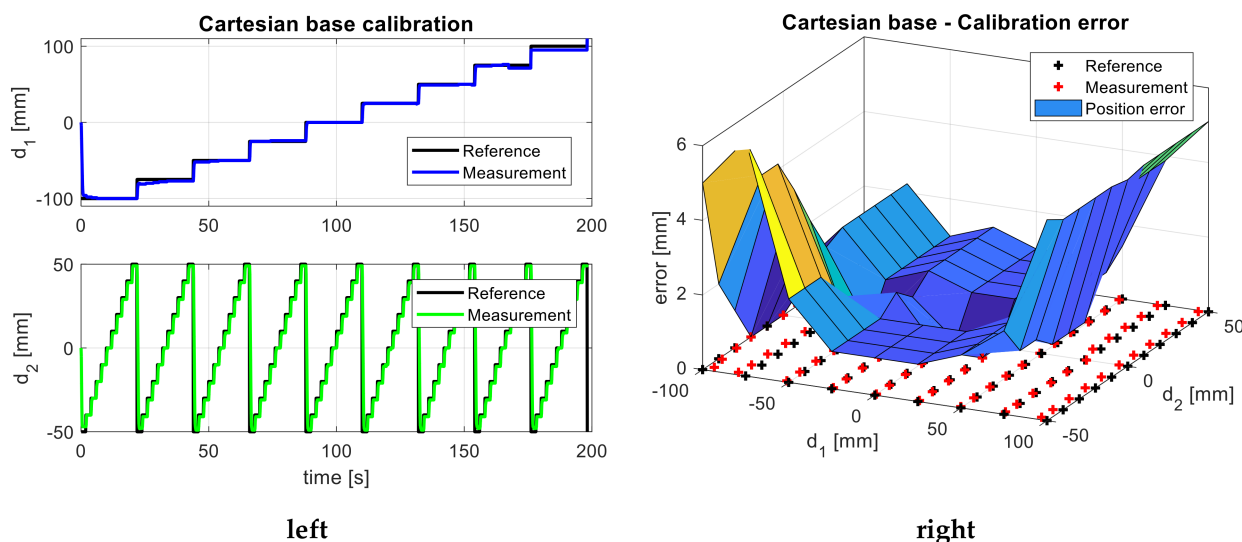 Cartesian base calibration
d1 [mm]
100
0
-100
0
50
100
150
200
Reference
Measurement
d2 [mm]
50
0
-50
0
50
100
150
200
Reference
Measurement
time [s]
left
Cartesian base - Calibration error
Reference
Measurement
Position error
error [mm]
6
4
2
0
-100
-50
0
50
100
d1 [mm]
-50
0
50
d2 [mm]
right